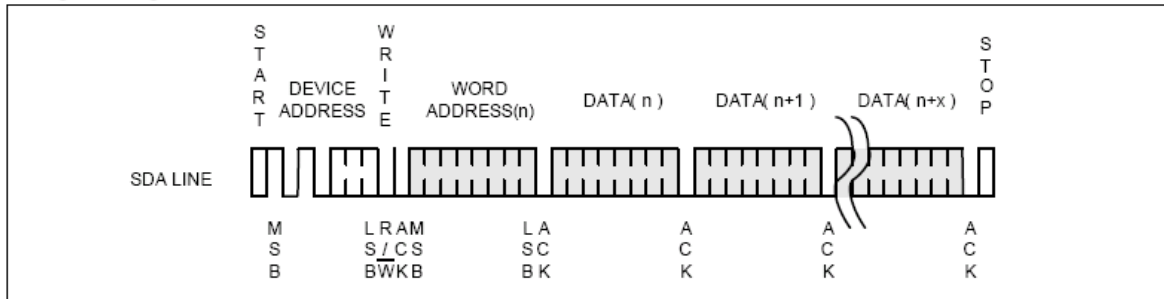 START
WRITE
STOP
DEVICE
ADDRESS
WORD
ADDRESS(n)
DATA( n )
DATA( n+1 )
DATA( n+x )
SDA LINE
MSB
LSB
R/W
ACK
MSB
LSB
ACK
ACK
ACK
ACK